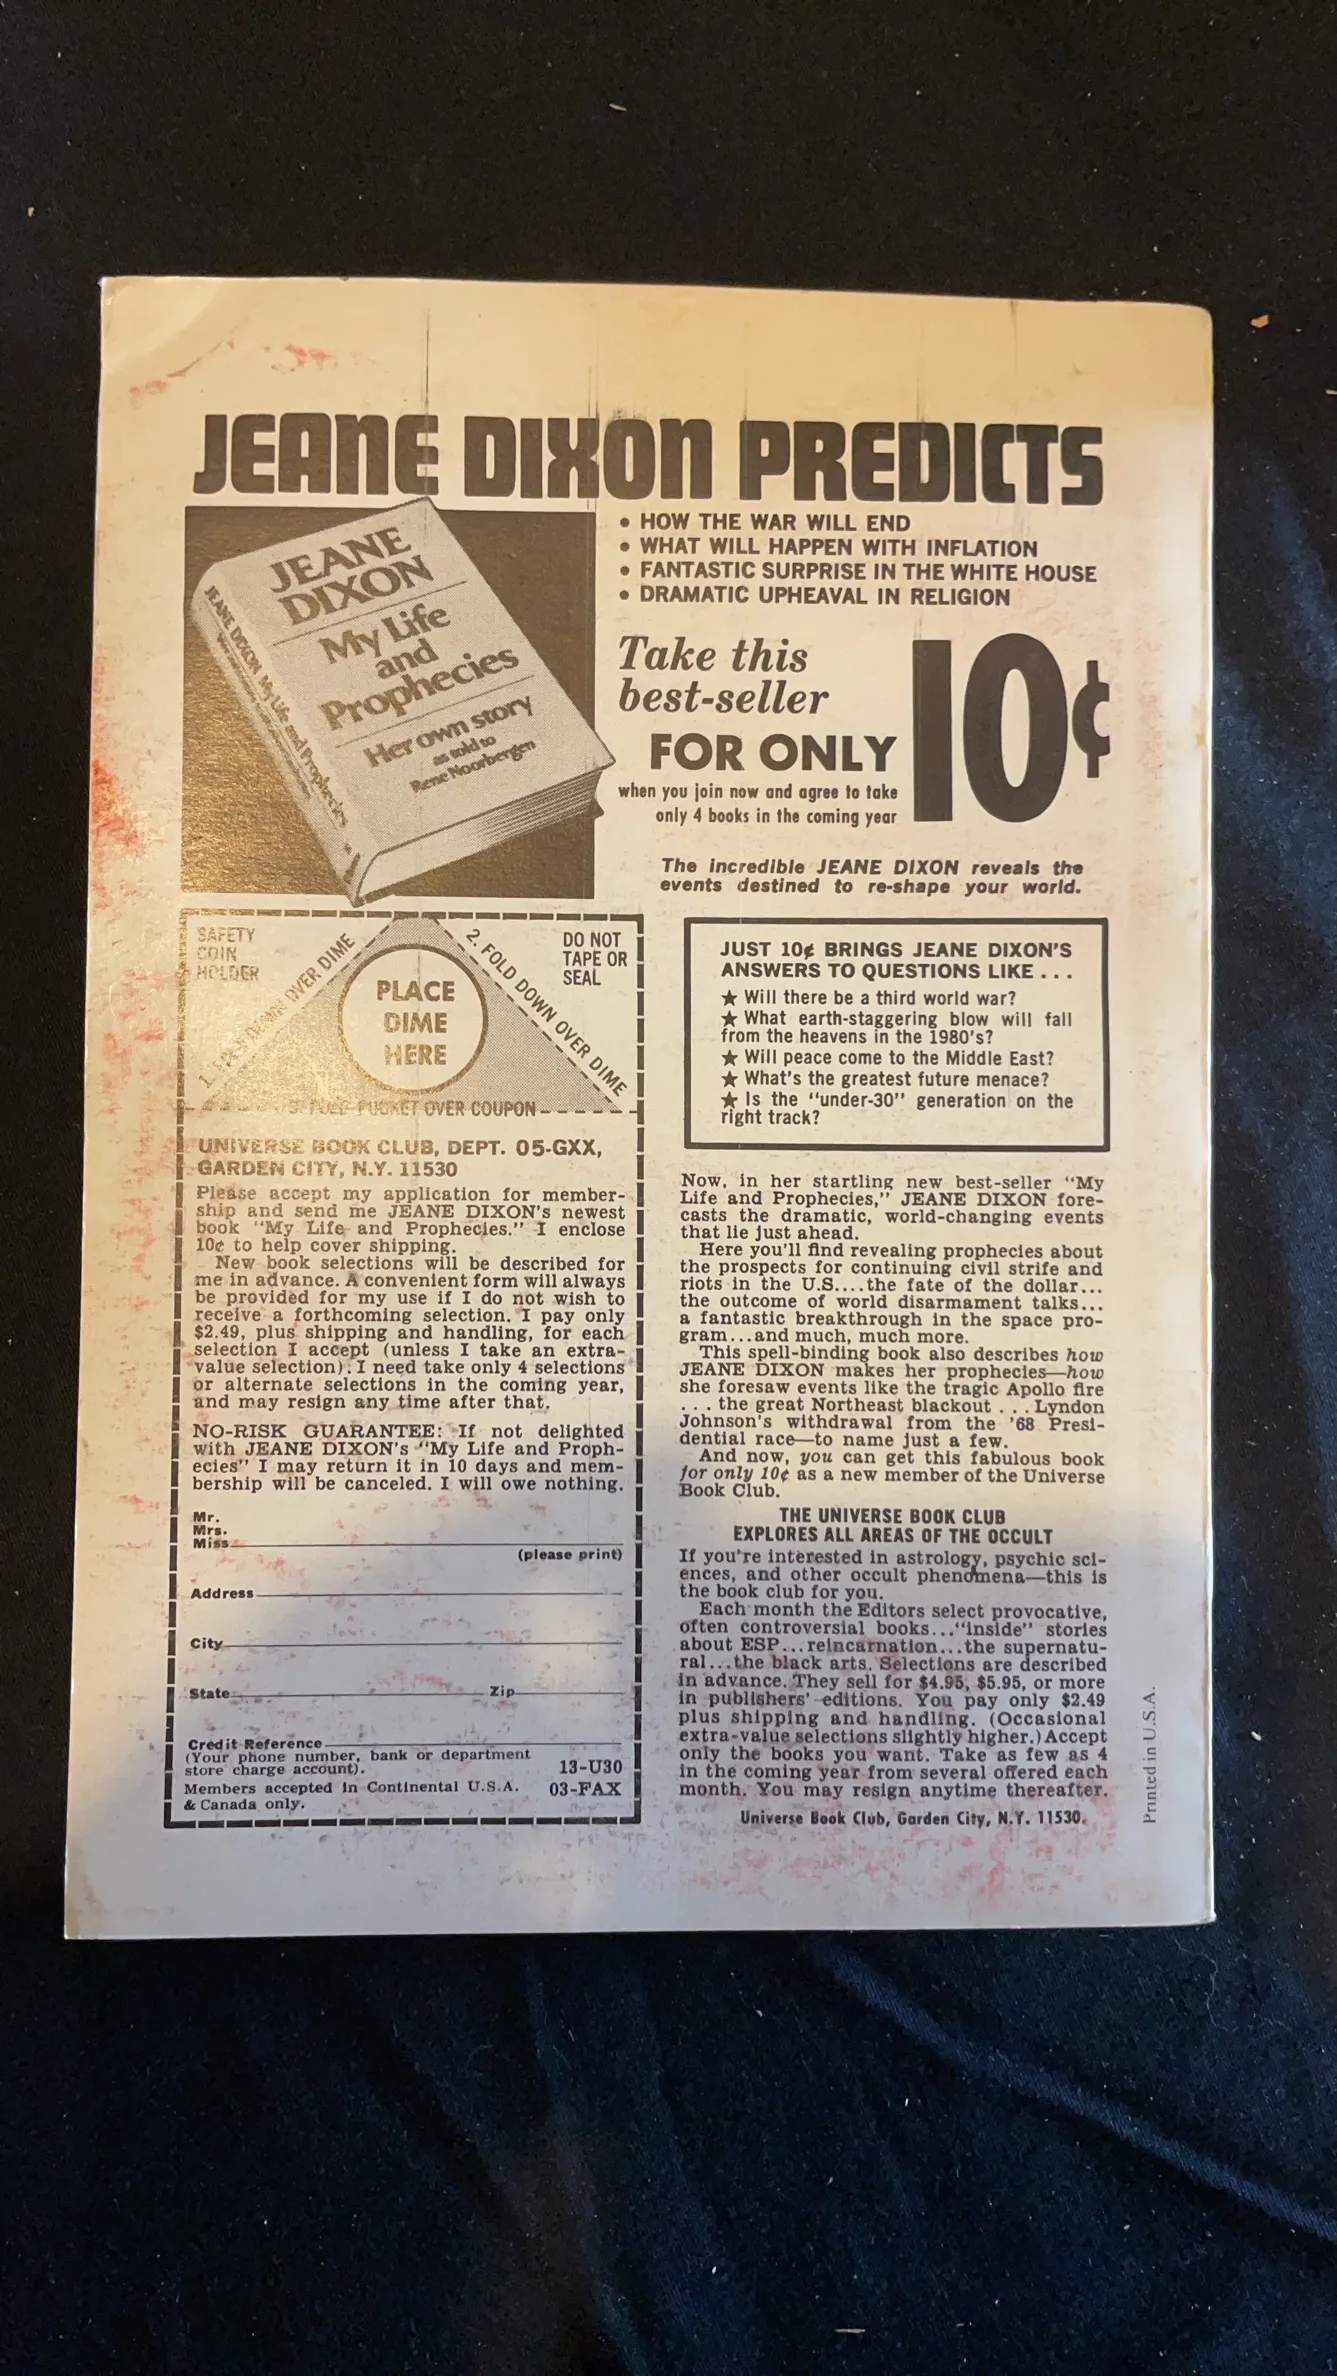 JEANE DIXON PREDICTS
JEANE
DIXON
My Life
and
Prophecies
Her own story
as told to
Rene Noorbergen
JEANE DIXON My Life and Prophecies
• HOW THE WAR WILL END
• WHAT WILL HAPPEN WITH INFLATION
• FANTASTIC SURPRISE IN THE WHITE HOUSE
• DRAMATIC UPHEAVAL IN RELIGION
Take this
best-seller
FOR ONLY
10¢
when you join now and agree to take
only 4 books in the coming year
The incredible JEANE DIXON reveals the
events destined to re-shape your world.
SAFETY
COIN
HOLDER
1. FOLD DOWN OVER DIME
PLACE
DIME
HERE
2. FOLD DOWN OVER DIME
DO NOT
TAPE OR
SEAL
3. FOLD POCKET OVER COUPON
UNIVERSE BOOK CLUB, DEPT. 05-GXX,
GARDEN CITY, N.Y. 11530
Please accept my application for member-
ship and send me JEANE DIXON'S newest
book "My Life and Prophecies." I enclose
10¢ to help cover shipping.
New book selections will be described for
me in advance. A convenient form will always
be provided for my use if I do not wish to
receive a forthcoming selection. I pay only
$2.49, plus shipping and handling, for each
selection I accept (unless I take an extra-
value selection). I need take only 4 selections
or alternate selections in the coming year,
and may resign any time after that.
NO-RISK GUARANTEE: If not delighted
with JEANE DIXON'S "My Life and Proph-
ecies" I may return it in 10 days and mem-
bership will be canceled. I will owe nothing.
Mr.
Mrs.
Miss
(please print)
Address
City
State Zip
Credit Reference
(Your phone number, bank or department
store charge account). 13-U30
Members accepted in Continental U.S.A. 03-FAX
& Canada only.
JUST 10¢ BRINGS JEANE DIXON'S
ANSWERS TO QUESTIONS LIKE . . .
★ Will there be a third world war?
★ What earth-staggering blow will fall
from the heavens in the 1980's?
★ Will peace come to the Middle East?
★ What's the greatest future menace?
★ Is the "under-30" generation on the
right track?
Now, in her startling new best-seller "My
Life and Prophecies," JEANE DIXON fore-
casts the dramatic, world-changing events
that lie just ahead.
Here you'll find revealing prophecies about
the prospects for continuing civil strife and
riots in the U.S....the fate of the dollar...
the outcome of world disarmament talks...
a fantastic breakthrough in the space pro-
gram...and much, much more.
This spell-binding book also describes how
JEANE DIXON makes her prophecies—how
she foresaw events like the tragic Apollo fire
. . . the great Northeast blackout . . . Lyndon
Johnson's withdrawal from the '68 Presi-
dential race—to name just a few.
And now, you can get this fabulous book
for only 10¢ as a new member of the Universe
Book Club.
THE UNIVERSE BOOK CLUB
EXPLORES ALL AREAS OF THE OCCULT
If you're interested in astrology, psychic sci-
ences, and other occult phenomena—this is
the book club for you.
Each month the Editors select provocative,
often controversial books..."inside" stories
about ESP...reincarnation...the supernatu-
ral...the black arts. Selections are described
in advance. They sell for $4.95, $5.95, or more
in publishers' editions. You pay only $2.49
plus shipping and handling. (Occasional
extra-value selections slightly higher.) Accept
only the books you want. Take as few as 4
in the coming year from several offered each
month. You may resign anytime thereafter.
Universe Book Club, Garden City, N.Y. 11530.
Printed in U.S.A.